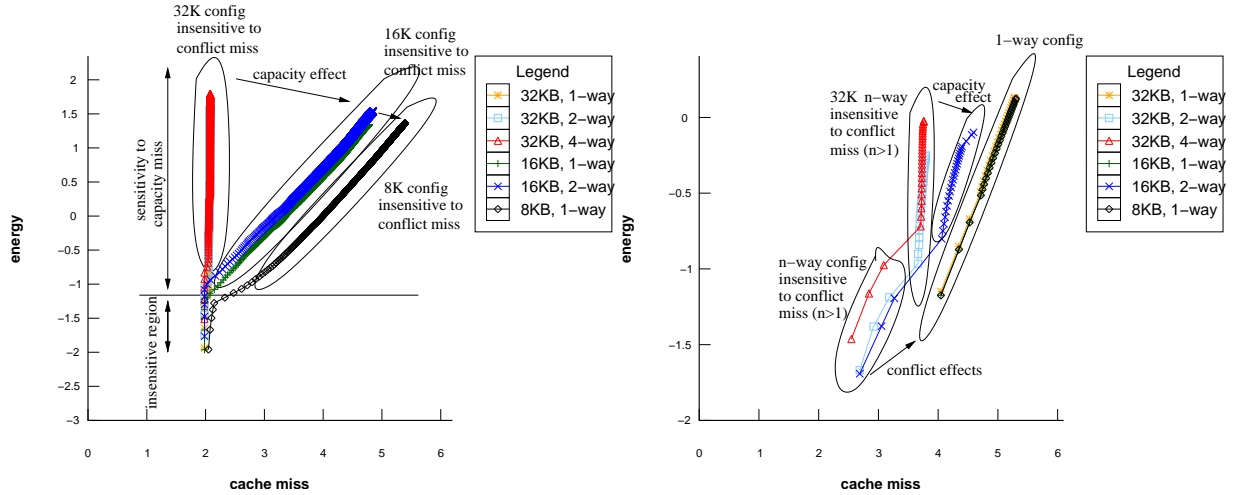 32K config
insensitive to
conflict miss
16K config
insensitive to
conflict miss
capacity effect
2
1.5
1
0.5
0
−0.5
−1
−1.5
−2
−2.5
−3
energy
sensitivity to
capacity miss
insensitive region
8K config
insensitive to
conflict miss
0
1
2
3
4
5
6
cache miss
Legend
32KB, 1−way
32KB, 2−way
32KB, 4−way
16KB, 1−way
16KB, 2−way
8KB, 1−way
1−way config
32K n−way
insensitive
to conflict
miss (n>1)
capacity
effect
0
−0.5
−1
−1.5
−2
energy
n−way config
insensitive
to conflict
miss (n>1)
conflict effects
0
1
2
3
4
5
6
cache miss
Legend
32KB, 1−way
32KB, 2−way
32KB, 4−way
16KB, 1−way
16KB, 2−way
8KB, 1−way